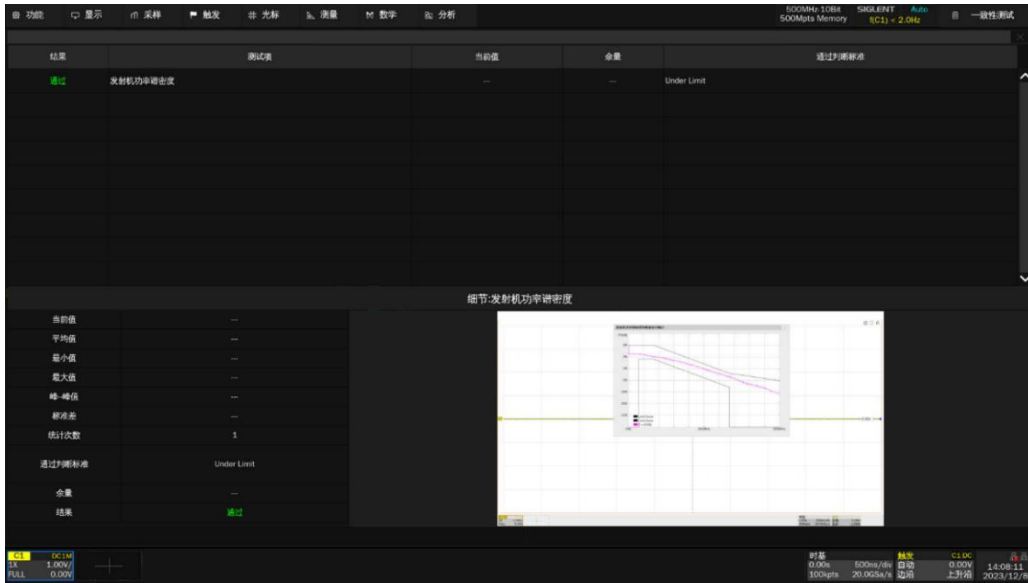 功能 显示 采样 触发 光标 测量 M 数学 分析
500MHz 10Bit SIGLENT Auto
500Mpts Memory f(C1) < 2.0Hz
一致性测试
结果 测试项 当前值 余量 通过判断标准
通过 发射机功率谱密度 --- --- Under Limit
细节:发射机功率谱密度
当前值 ---
平均值 ---
最小值 ---
最大值 ---
峰--峰值 ---
标准差 ---
统计次数 1
通过判断标准 Under Limit
余量 ---
结果 通过
C1 DC1M
1X 1.00V/
FULL 0.00V
时基
0.00s 500ns/div
100kpts 20.0GSa/s
触发 C1 DC
自动 0.00V
边沿 上升沿
14:08:11
2023/12/8